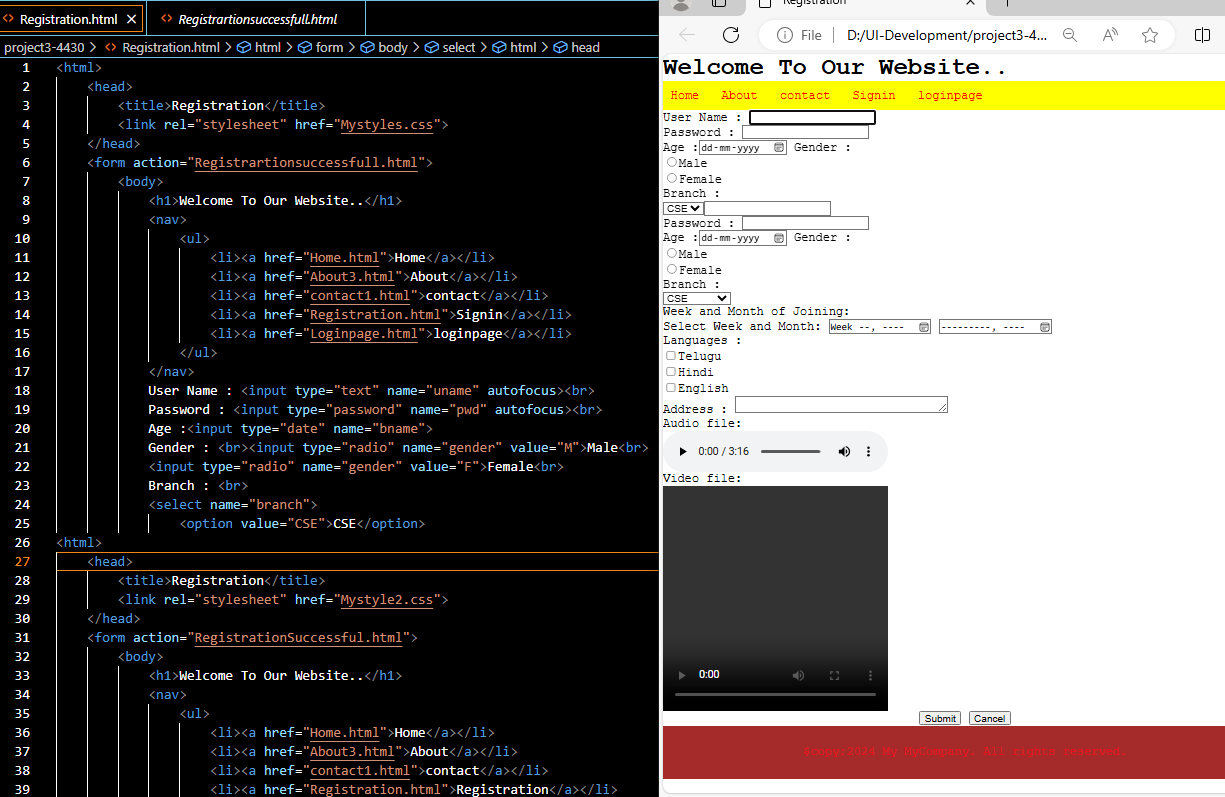 Registration.html
Registrartionsuccessfull.html
project3-4430 > Registration.html > html > form > body > select > html > head
1 <html>
2 <head>
3 <title>Registration</title>
4 <link rel="stylesheet" href="Mystyles.css">
5 </head>
6 <form action="Registrartionsuccessfull.html">
7 <body>
8 <h1>Welcome To Our Website..</h1>
9 <nav>
10 <ul>
11 <li><a href="Home.html">Home</a></li>
12 <li><a href="About3.html">About</a></li>
13 <li><a href="contact1.html">contact</a></li>
14 <li><a href="Registration.html">Signin</a></li>
15 <li><a href="Loginpage.html">loginpage</a></li>
16 </ul>
17 </nav>
18 User Name : <input type="text" name="uname" autofocus><br>
19 Password : <input type="password" name="pwd" autofocus><br>
20 Age :<input type="date" name="bname">
21 Gender : <br><input type="radio" name="gender" value="M">Male<br>
22 <input type="radio" name="gender" value="F">Female<br>
23 Branch : <br>
24 <select name="branch">
25 <option value="CSE">CSE</option>
26 <html>
27 <head>
28 <title>Registration</title>
29 <link rel="stylesheet" href="Mystyle2.css">
30 </head>
31 <form action="RegistrationSuccessful.html">
32 <body>
33 <h1>Welcome To Our Website..</h1>
34 <nav>
35 <ul>
36 <li><a href="Home.html">Home</a></li>
37 <li><a href="About3.html">About</a></li>
38 <li><a href="contact1.html">contact</a></li>
39 <li><a href="Registration.html">Registration</a></li>
Registration
File | D:/UI-Development/project3-4...
Welcome To Our Website..
Home About contact Signin loginpage
User Name :
Password :
Age : dd-mm-yyyy Gender :
Male
Female
Branch :
CSE
Password :
Age : dd-mm-yyyy Gender :
Male
Female
Branch :
CSE
Week and Month of Joining:
Select Week and Month: Week --, ---- ---------, ----
Languages :
Telugu
Hindi
English
Address :
Audio file:
0:00 / 3:16
Video file:
0:00
Submit Cancel
My MyCompany. All rights reserved.